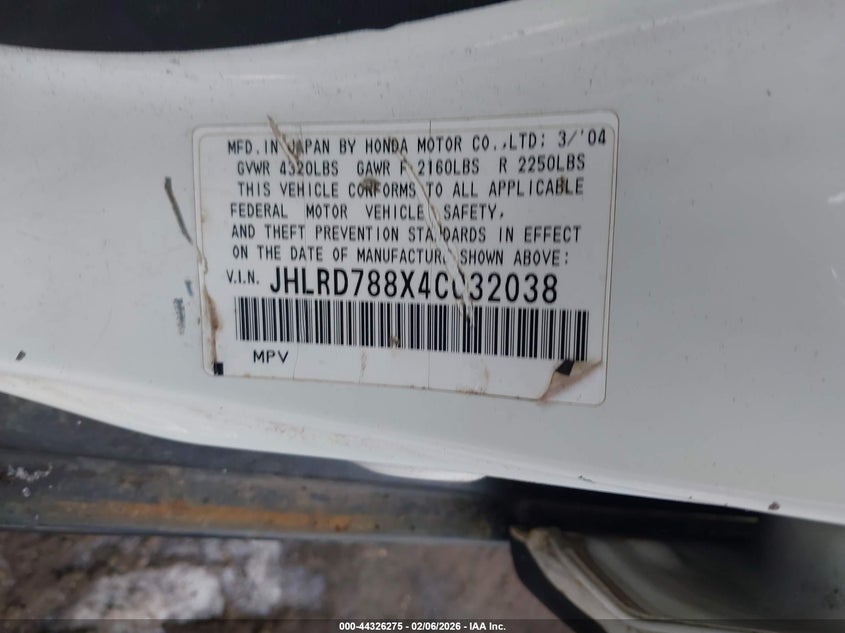 MFD. IN JAPAN BY HONDA MOTOR CO., LTD: 3/'04
GVWR 4320LBS GAWR F 2160LBS R 2250LBS
THIS VEHICLE CONFORMS TO ALL APPLICABLE
FEDERAL MOTOR VEHICLE SAFETY,
AND THEFT PREVENTION STANDARDS IN EFFECT
ON THE DATE OF MANUFACTURE SHOWN ABOVE:
V.I.N. JHLRD788X4C032038
MPV
000-44326275 - 02/06/2026 - IAA Inc.